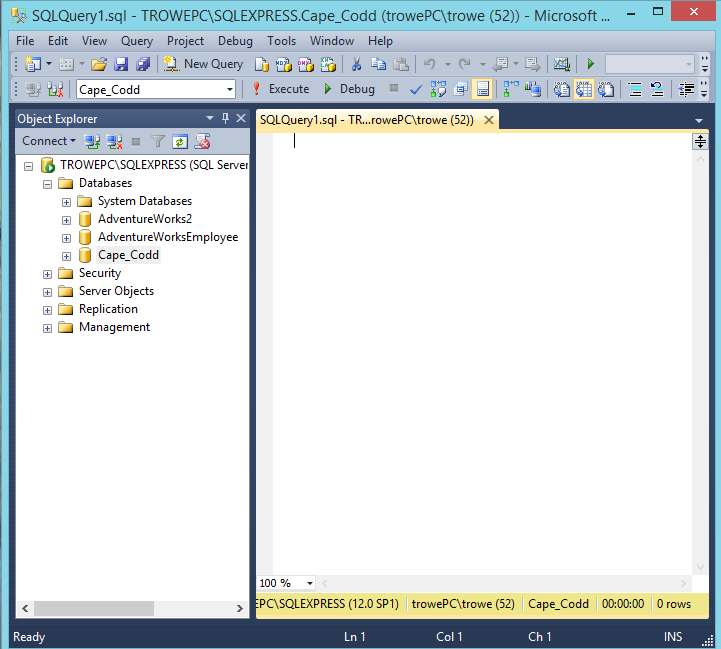 SQLQuery1.sql - TROWEPC\SQLEXPRESS.Cape_Codd (trowePC\trowe (52)) - Microsoft ...
File Edit View Query Project Debug Tools Window Help
New Query
Cape_Codd Execute Debug
Object Explorer
Connect
SQLQuery1.sql - TR...rowePC\trowe (52))
TROWEPC\SQLEXPRESS (SQL Server
Databases
System Databases
AdventureWorks2
AdventureWorksEmployee
Cape_Codd
Security
Server Objects
Replication
Management
100 %
EPC\SQLEXPRESS (12.0 SP1) trowePC\trowe (52) Cape_Codd 00:00:00 0 rows
Ready Ln 1 Col 1 Ch 1 INS